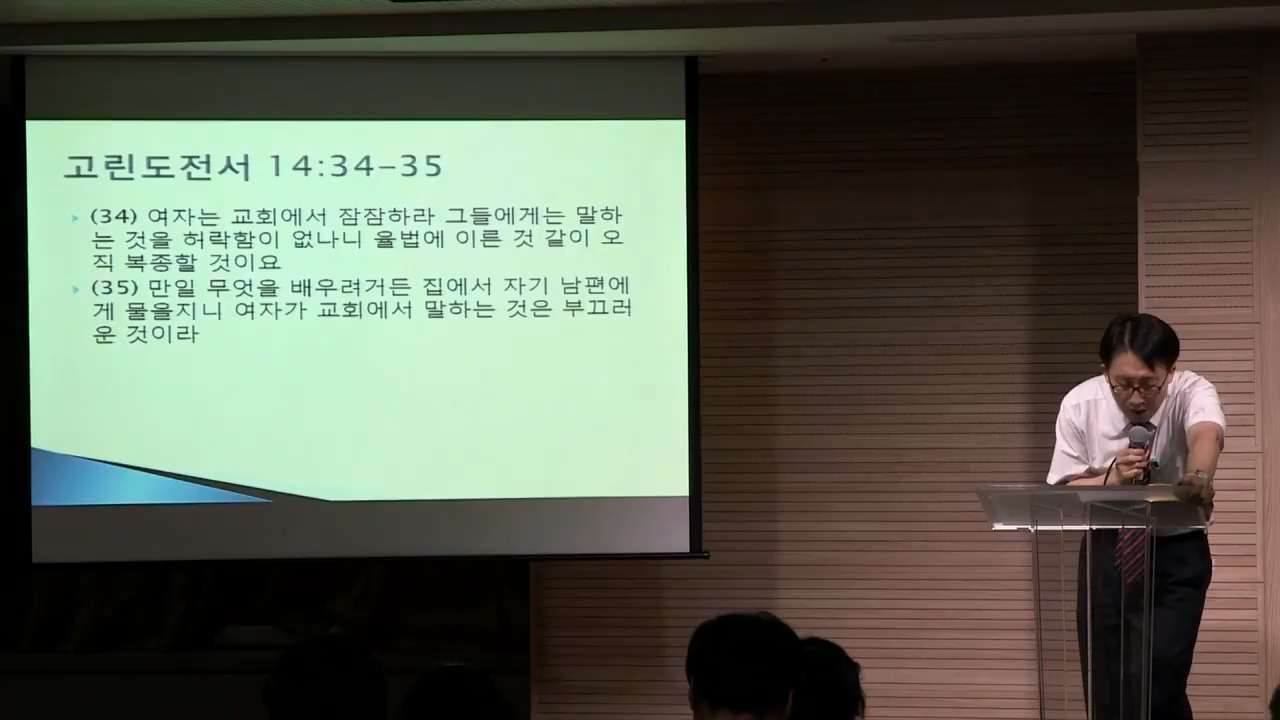 고린도전서 14:34-35
(34) 여자는 교회에서 잠잠하라 그들에게는 말하
는 것을 허락함이 없나니 율법에 이른 것 같이 오
직 복종할 것이요
(35) 만일 무엇을 배우려거든 집에서 자기 남편에
게 물을지니 여자가 교회에서 말하는 것은 부끄러
운 것이라